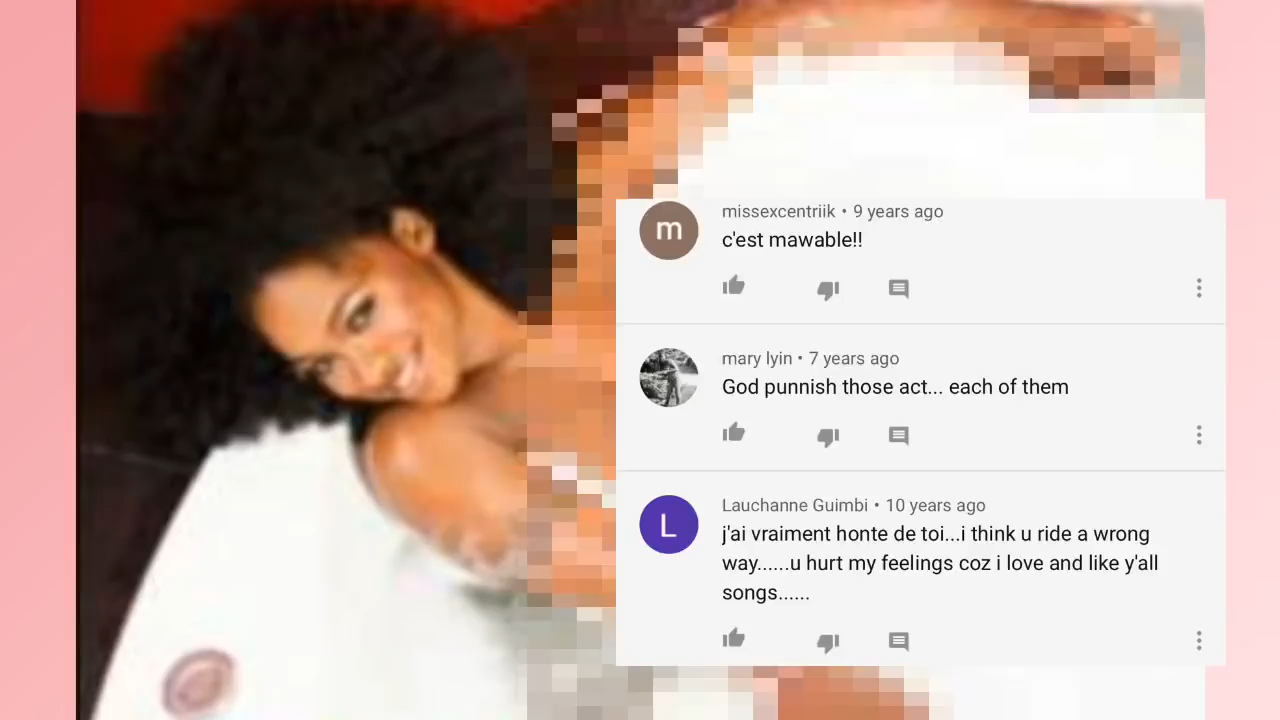 missexcentriik • 9 years ago
c'est mawable!!
mary lyin • 7 years ago
God punnish those act... each of them
Lauchanne Guimbi • 10 years ago
j'ai vraiment honte de toi...i think u ride a wrong
way......u hurt my feelings coz i love and like y'all
songs......
m
L